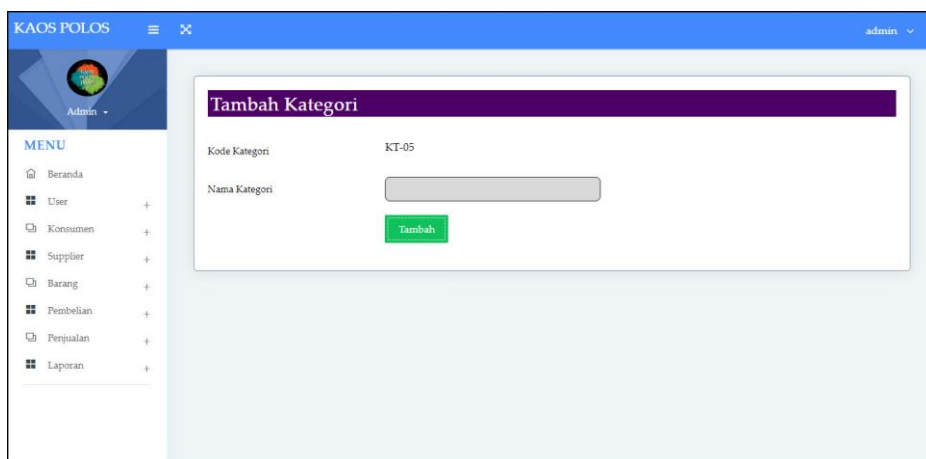 KAOS POLOS
admin
Admin
MENU
Beranda
User
Konsumen
Supplier
Barang
Pembelian
Penjualan
Laporan
Tambah Kategori
Kode Kategori KT-05
Nama Kategori
Tambah